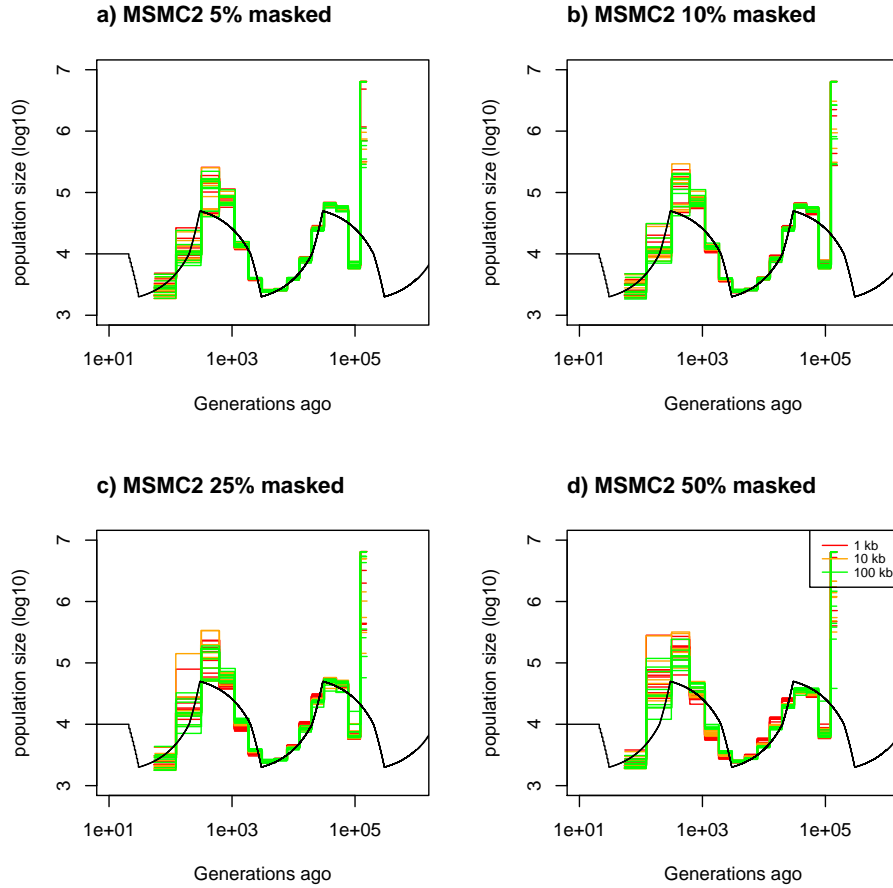 a) MSMC2 5% masked
population size (log10)
7
6
5
4
3
1e+01
1e+03
1e+05
Generations ago
b) MSMC2 10% masked
population size (log10)
7
6
5
4
3
1e+01
1e+03
1e+05
Generations ago
c) MSMC2 25% masked
population size (log10)
7
6
5
4
3
1e+01
1e+03
1e+05
Generations ago
d) MSMC2 50% masked
population size (log10)
7
6
5
4
3
1 kb
10 kb
100 kb
1e+01
1e+03
1e+05
Generations ago